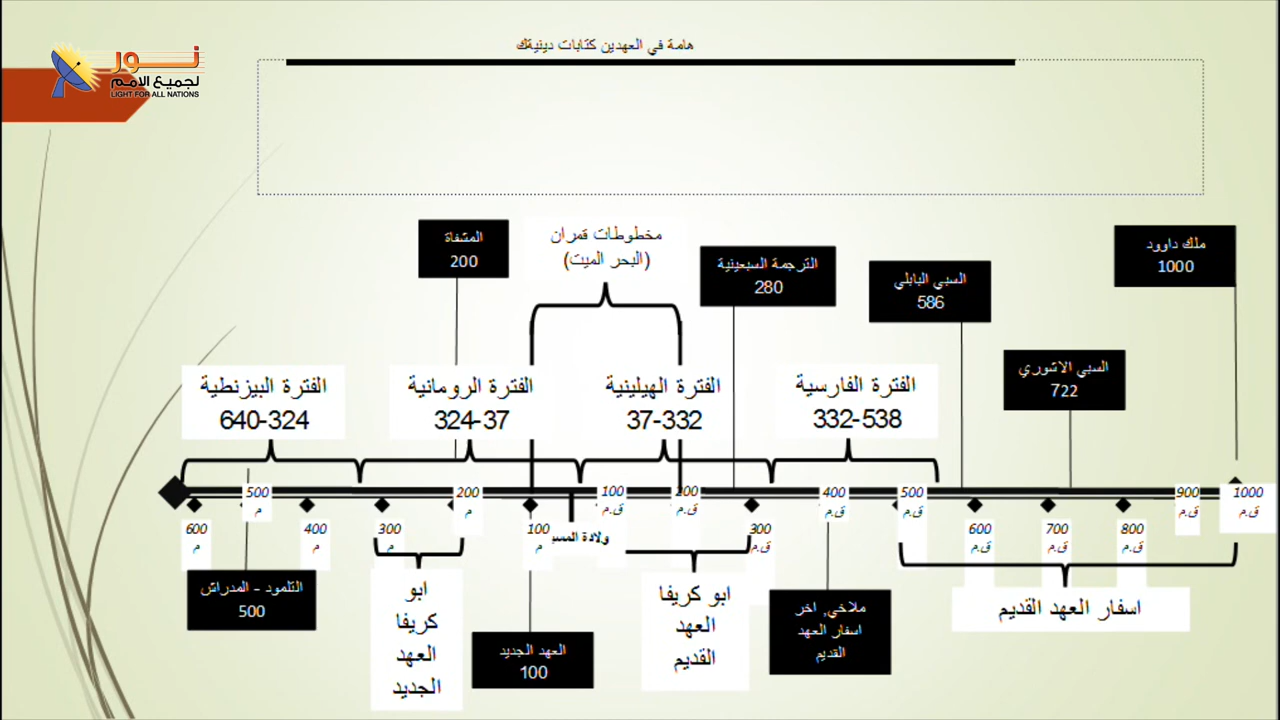 هامة في العهدين كتابات دينيةك
نور
لجميع الامم
LIGHT FOR ALL NATIONS
ملك داوود
1000
السبي الاشوري
722
السبي البابلي
586
الترجمة السبعينية
280
مخطوطات قمران
(البحر الميت)
المشفاة
200
الفترة الفارسية
332-538
الفترة الهيلينية
37-332
الفترة الرومانية
324-37
الفترة البيزنطية
640-324
1000
ق.م
900
ق.م
800
ق.م
700
ق.م
600
ق.م
500
ق.م
400
ق.م
300
ق.م
200
ق.م
100
ق.م
ولادة المسي
100
م
200
م
300
م
400
م
500
م
600
م
اسفار العهد القديم
ملاخي, اخر
اسفار العهد
القديم
ابو كريفا
العهد
القديم
العهد الجديد
100
ابو
كريفا
العهد
الجديد
التلمود - المدراش
500